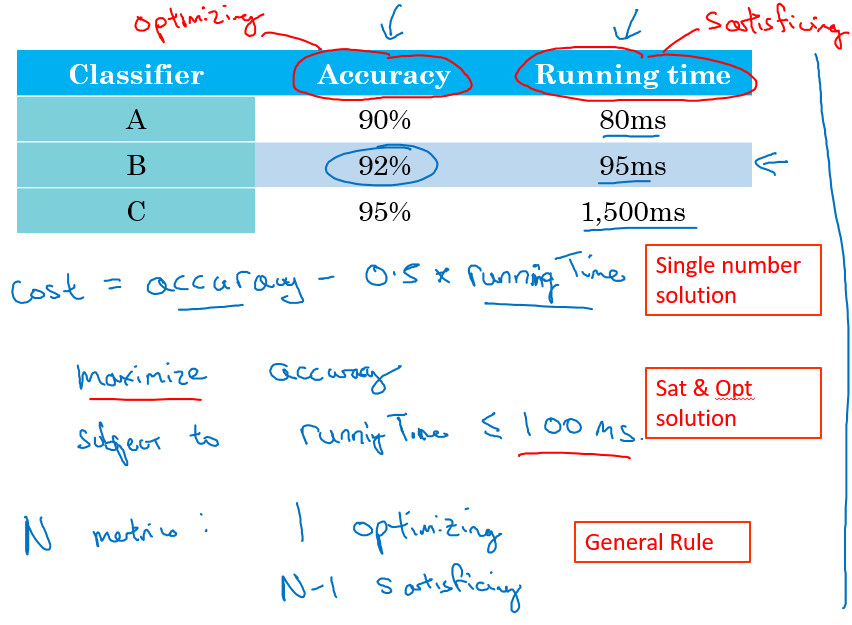 optimizing
Satisficing
Classifier Accuracy Running time
A 90% 80ms
B 92% 95ms
C 95% 1,500ms
cost = accuracy - 0.5 x running Time
Single number
solution
maximize accuracy
Sat & Opt
solution
subject to running Time ≤ 100 ms.
N metrics: 1 optimizing
General Rule
N-1 satisficing